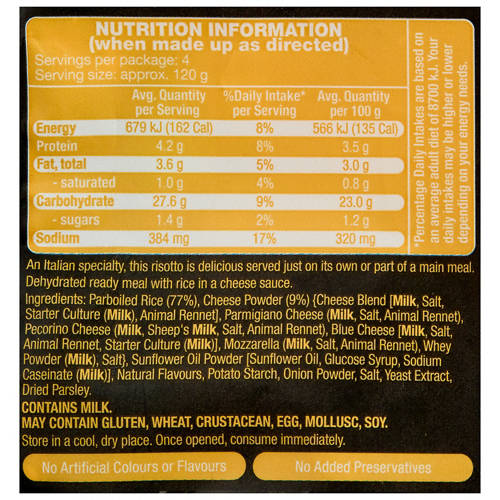 NUTRITION INFORMATION
(when made up as directed)
Servings per package: 4
Serving size: approx. 120 g
Avg. Quantity per Serving %Daily Intake* per Serving Avg. Quantity per 100 g
Energy 679 kJ (162 Cal) 8% 566 kJ (135 Cal)
Protein 4.2 g 8% 3.5 g
Fat, total 3.6 g 5% 3.0 g
- saturated 1.0 g 4% 0.8 g
Carbohydrate 27.6 g 9% 23.0 g
- sugars 1.4 g 2% 1.2 g
Sodium 384 mg 17% 320 mg
*Percentage Daily Intakes are based on
an average adult diet of 8700 kJ. Your
daily intakes may be higher or lower
depending on your energy needs.
An Italian specialty, this risotto is delicious served just on its own or part of a main meal.
Dehydrated ready meal with rice in a cheese sauce.
Ingredients: Parboiled Rice (77%), Cheese Powder (9%) {Cheese Blend [Milk, Salt,
Starter Culture (Milk), Animal Rennet], Parmigiano Cheese (Milk, Salt, Animal Rennet),
Pecorino Cheese (Milk, Sheep's Milk, Salt, Animal Rennet), Blue Cheese [Milk, Salt,
Animal Rennet, Starter Culture (Milk)], Mozzarella (Milk, Salt, Animal Rennet), Whey
Powder (Milk), Salt}, Sunflower Oil Powder [Sunflower Oil, Glucose Syrup, Sodium
Caseinate (Milk)], Natural Flavours, Potato Starch, Onion Powder, Salt, Yeast Extract,
Dried Parsley.
CONTAINS MILK.
MAY CONTAIN GLUTEN, WHEAT, CRUSTACEAN, EGG, MOLLUSC, SOY.
Store in a cool, dry place. Once opened, consume immediately.
No Artificial Colours or Flavours
No Added Preservatives